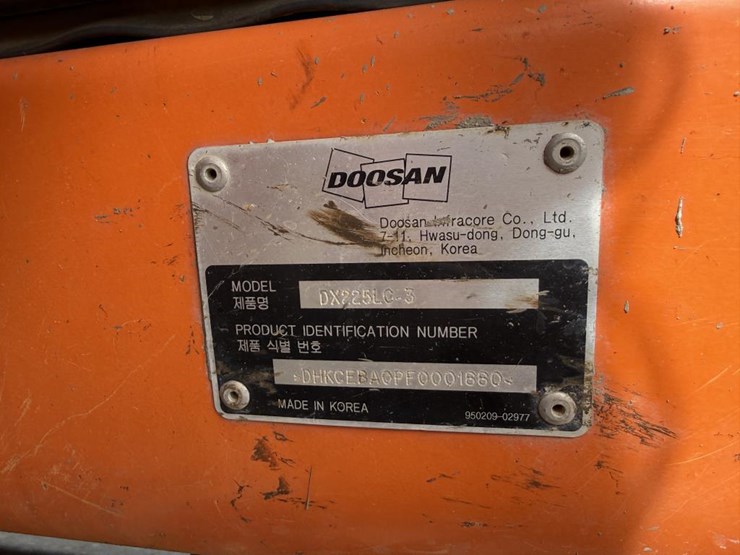 DOOSAN
Doosan Infracore Co., Ltd.
7-11, Hwasu-dong, Dong-gu,
Incheon, Korea
MODEL DX225LC-3
제품명
PRODUCT IDENTIFICATION NUMBER
제품 식별 번호
MADE IN KOREA
950209-02977